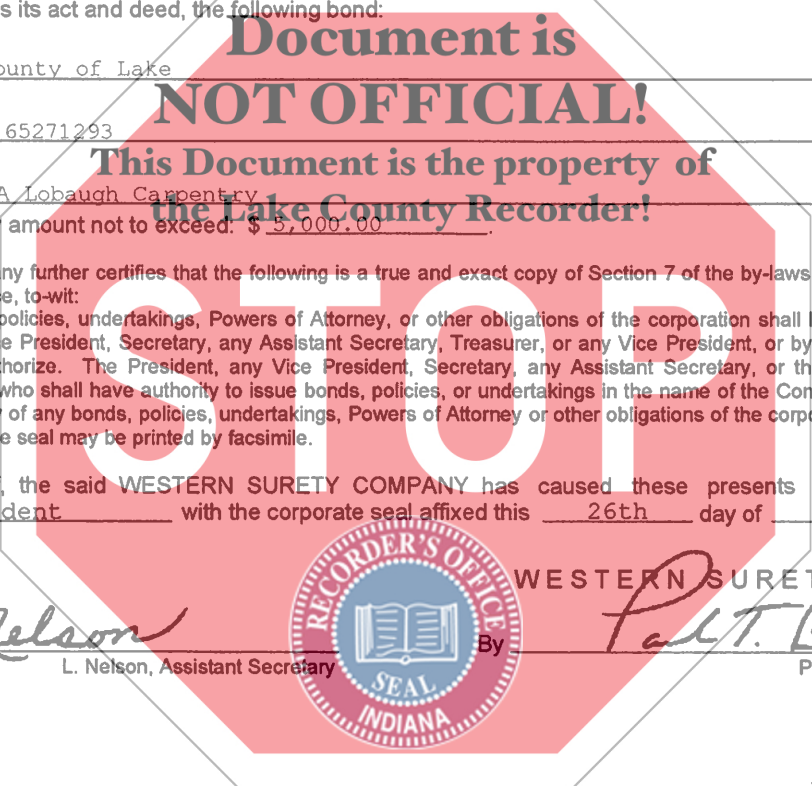 s its act and deed, the following bond:
Document is
ounty of Lake
NOT OFFICIAL!
65271293
This Document is the property of
A Lobaugh Carpentry
the Lake County Recorder!
amount not to exceed: $ 5,000.00.
ny further certifies that the following is a true and exact copy of Section 7 of the by-laws
e, to-wit:
policies, undertakings, Powers of Attorney, or other obligations of the corporation shall
e President, Secretary, any Assistant Secretary, Treasurer, or any Vice President, or by
horize. The President, any Vice President, Secretary, any Assistant Secretary, or th
who shall have authority to issue bonds, policies, or undertakings in the name of the Con
of any bonds, policies, undertakings, Powers of Attorney or other obligations of the corpo
e seal may be printed by facsimile.
STOP
, the said WESTERN SURETY COMPANY has caused these presents
dent with the corporate seal affixed this 26th day of
RECORDER'S OFFICE
WESTERN SURET
Nelson
By Paul T.
L. Nelson, Assistant Secretary
P
SEAL
INDIANA